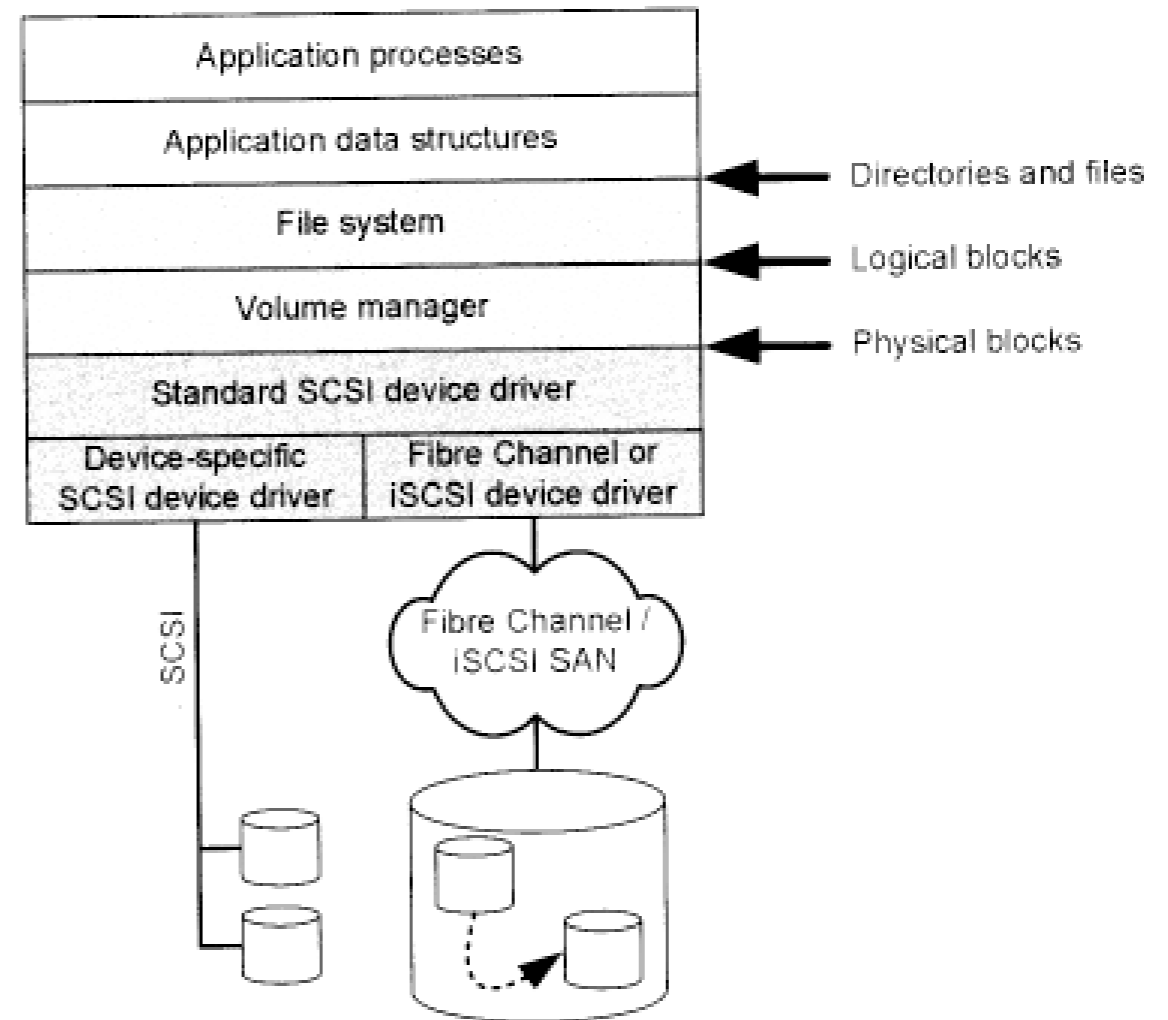 Application processes
Application data structures
Directories and files
File system
Logical blocks
Volume manager
Physical blocks
Standard SCSI device driver
Device-specific
SCSI device driver
Fibre Channel or
iSCSI device driver
SCSI
Fibre Channel /
iSCSI SAN